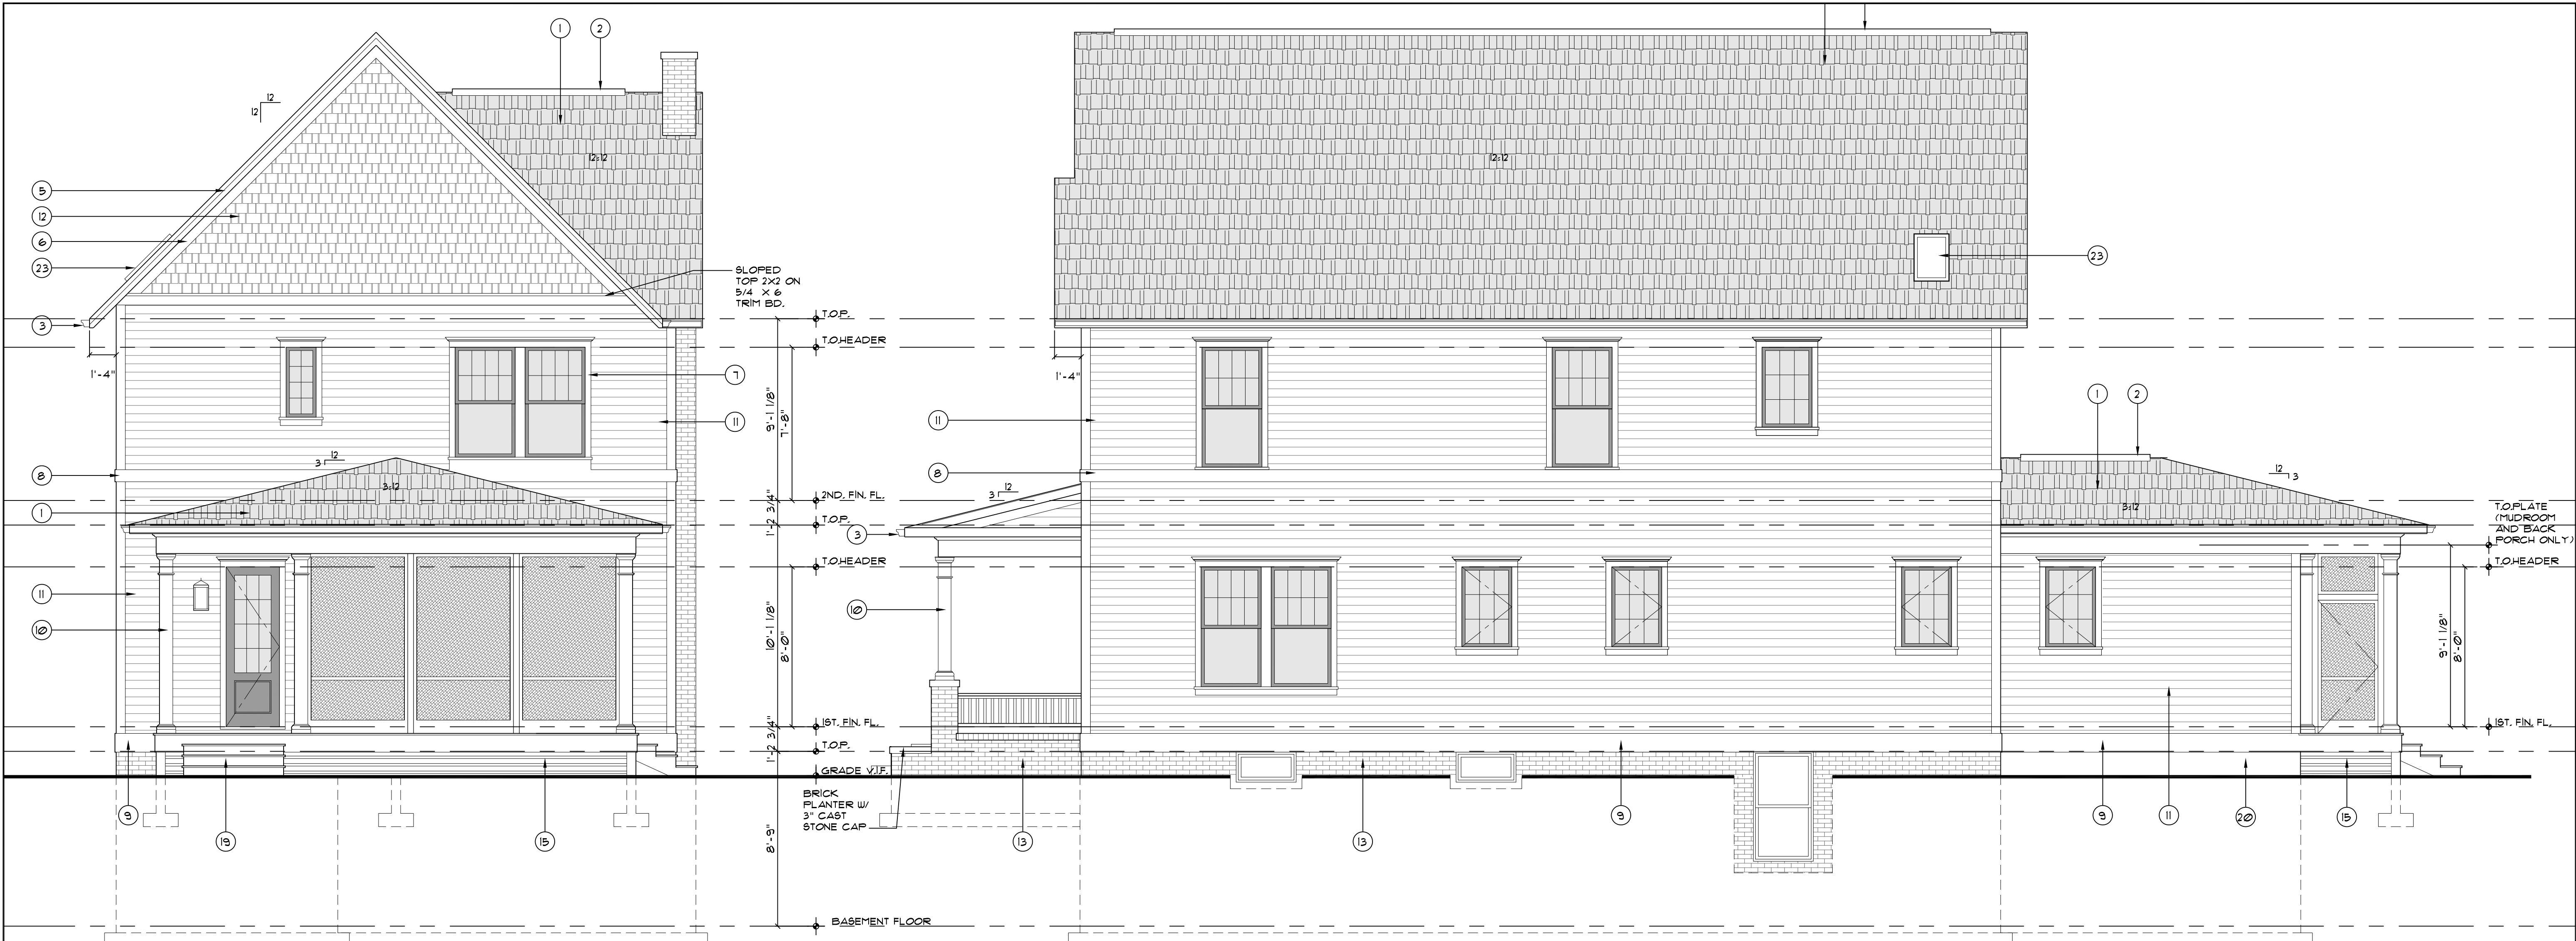 1
2
12
12
12:12
5
12
6
23
SLOPED
TOP 2X2 ON
5/4 X 6
TRIM BD.
3
1'-4"
7
11
8
3
12
3:12
1
11
10
9
19
15
T.O.P.
T.O.HEADER
9'-1 1/8"
7'-8"
2ND. FIN. FL.
1'-2 3/4"
T.O.P.
T.O.HEADER
10'-1 1/8"
8'-0"
1ST. FIN. FL.
1'-2 3/4"
T.O.P.
GRADE V.I.F.
BRICK
PLANTER W/
3" CAST
STONE CAP
8'-9"
BASEMENT FLOOR
12:12
23
1'-4"
11
8
3
12
3
10
13
13
9
1
2
12
3
3:12
T.O.PLATE
(MUDROOM
AND BACK
PORCH ONLY)
T.O.HEADER
9'-1 1/8"
8'-0"
1ST. FIN. FL.
9
11
20
15